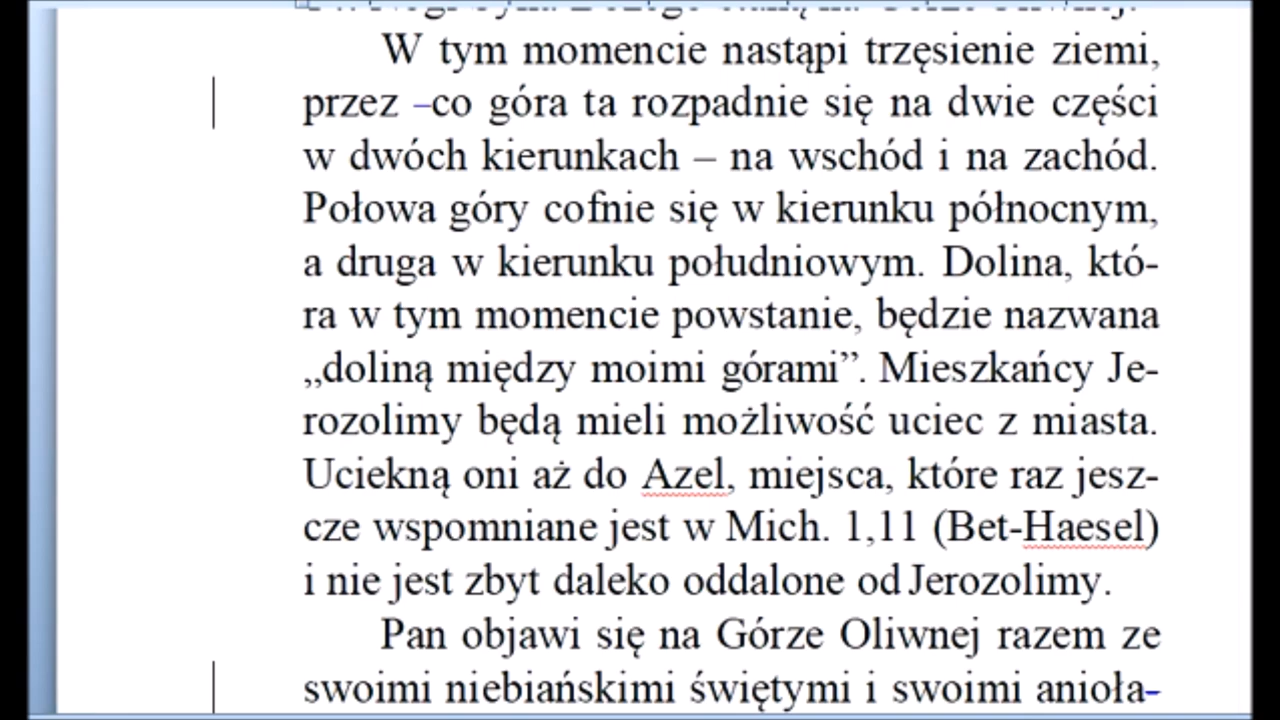 W tym momencie nastąpi trzęsienie ziemi,
przez –co góra ta rozpadnie się na dwie części
w dwóch kierunkach – na wschód i na zachód.
Połowa góry cofnie się w kierunku północnym,
a druga w kierunku południowym. Dolina, któ-
ra w tym momencie powstanie, będzie nazwana
„doliną między moimi górami”. Mieszkańcy Je-
rozolimy będą mieli możliwość uciec z miasta.
Uciekną oni aż do Azel, miejsca, które raz jesz-
cze wspomniane jest w Mich. 1,11 (Bet-Haesel)
i nie jest zbyt daleko oddalone od Jerozolimy.
Pan objawi się na Górze Oliwnej razem ze
swoimi niebiańskimi świętymi i swoimi anioła-